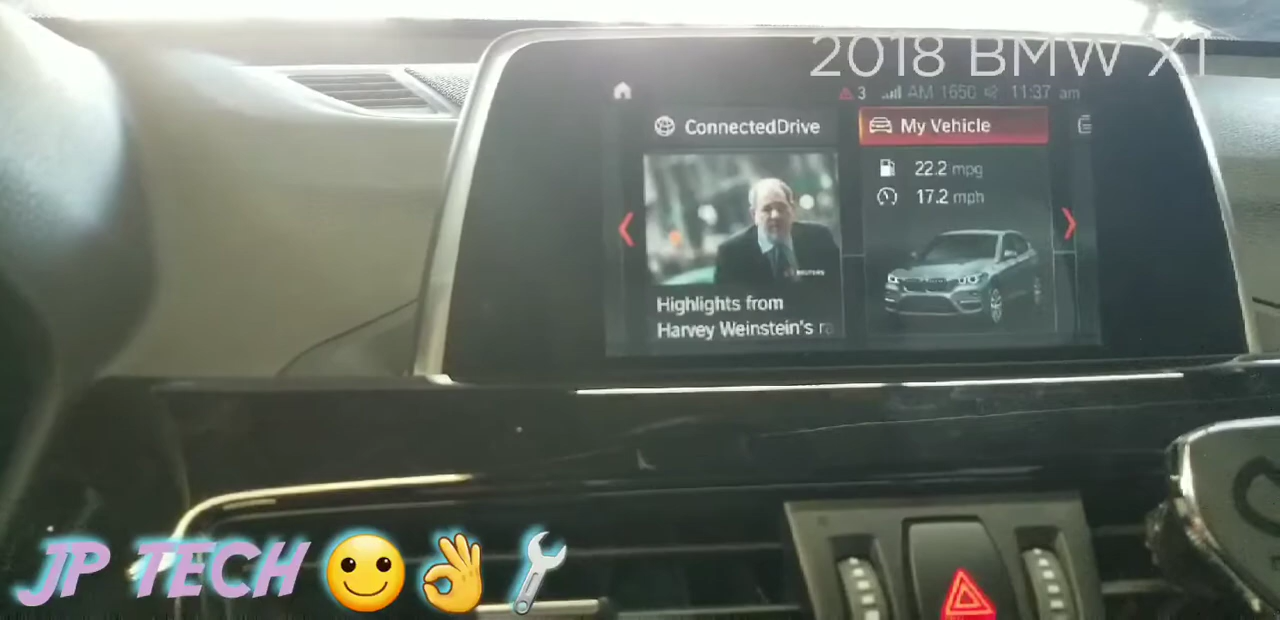 2018 BMW X1
3 AM 1650 11:37 am
ConnectedDrive
My Vehicle
22.2 mpg
17.2 mph
REUTERS
Highlights from
Harvey Weinstein's ra
JP TECH